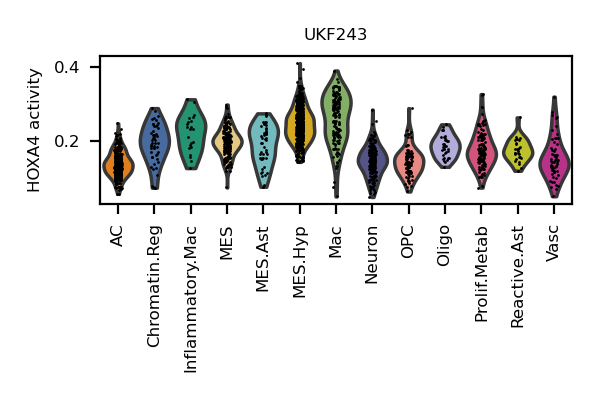 UKF243
HOXA4 activity
0.4
0.2
AC
Chromatin.Reg
Inflammatory.Mac
MES
MES.Ast
MES.Hyp
Mac
Neuron
OPC
Oligo
Prolif.Metab
Reactive.Ast
Vasc